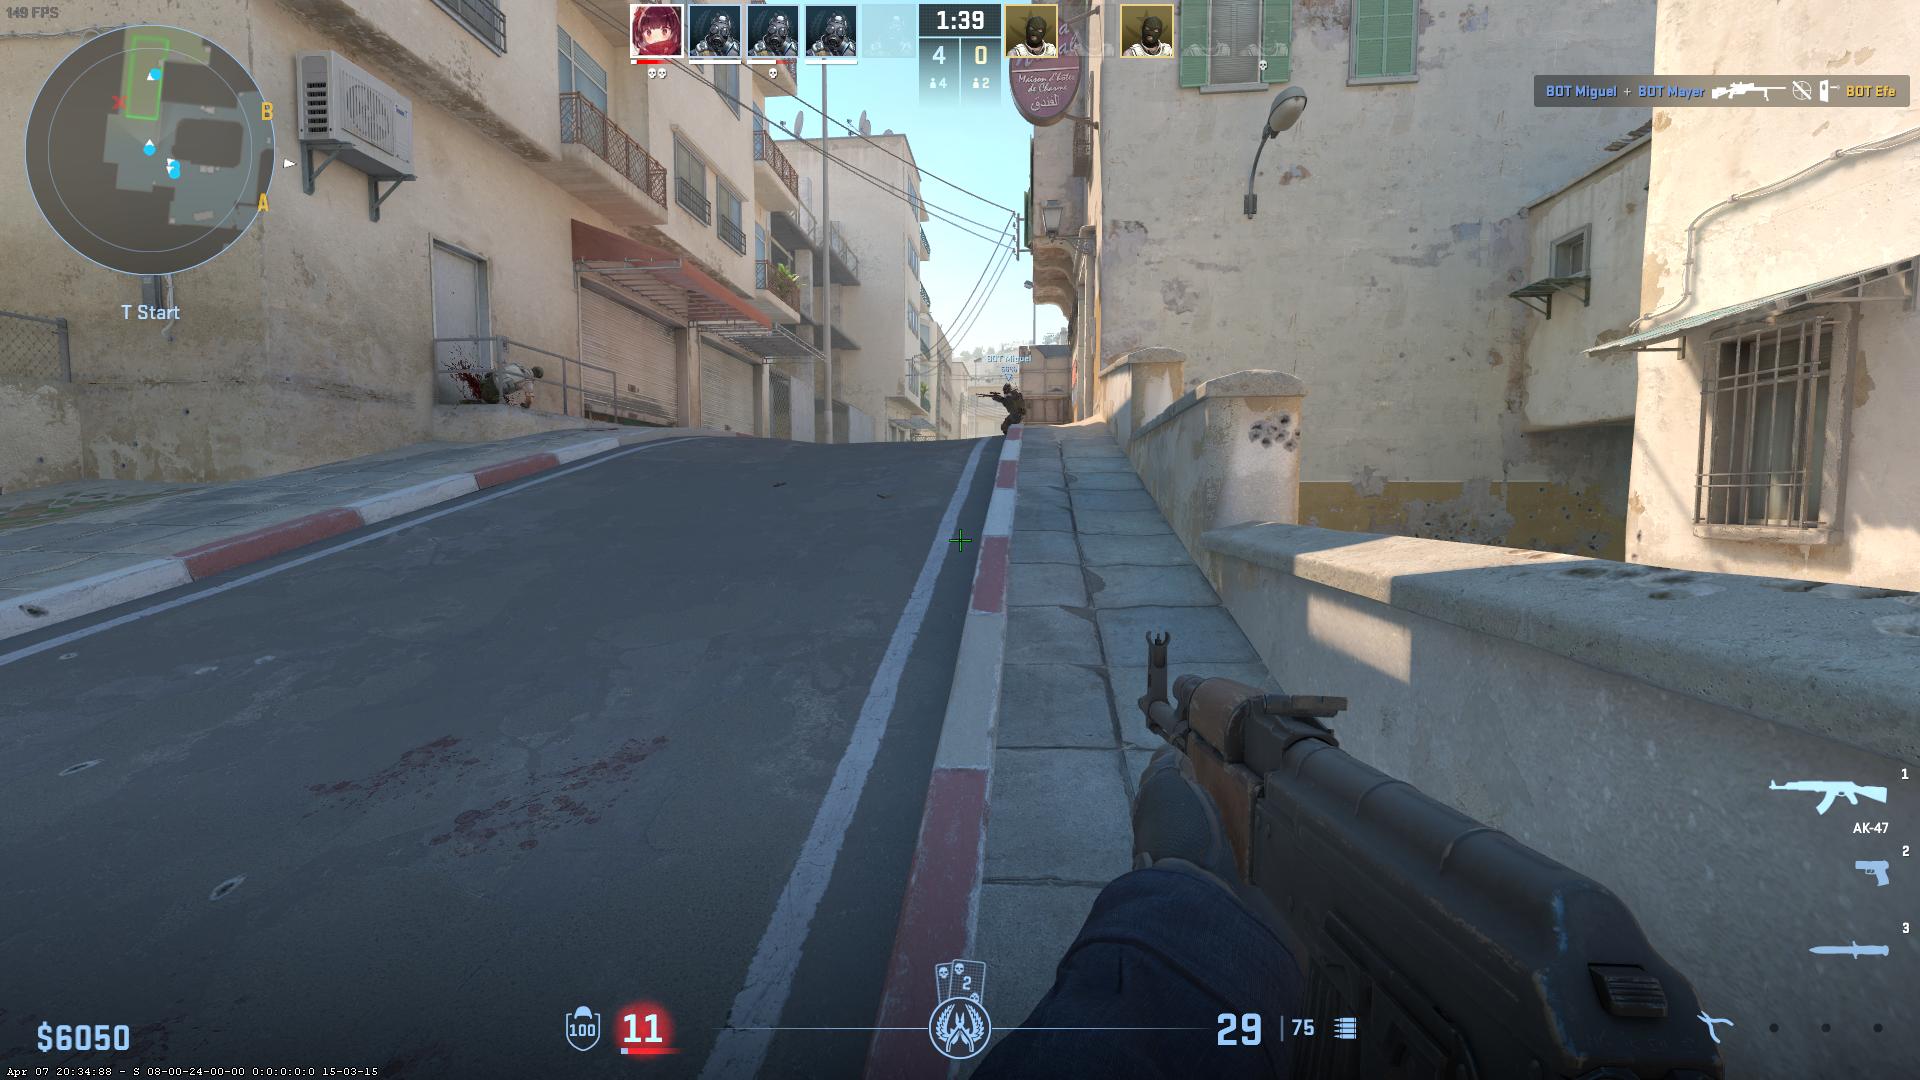 149 FPS
1:39
4 0
4 2
Maison d'hôtes
de Charme
الفندق
BOT Miguel + BOT Mayer BOT Efe
B
A
T Start
BOT Miguel
1
AK-47
2
3
2
$6050
100 11
29 | 75
Apr 07 20:34:88 - S 08-00-24-00-00 0:0:0:0:0 15-03-15